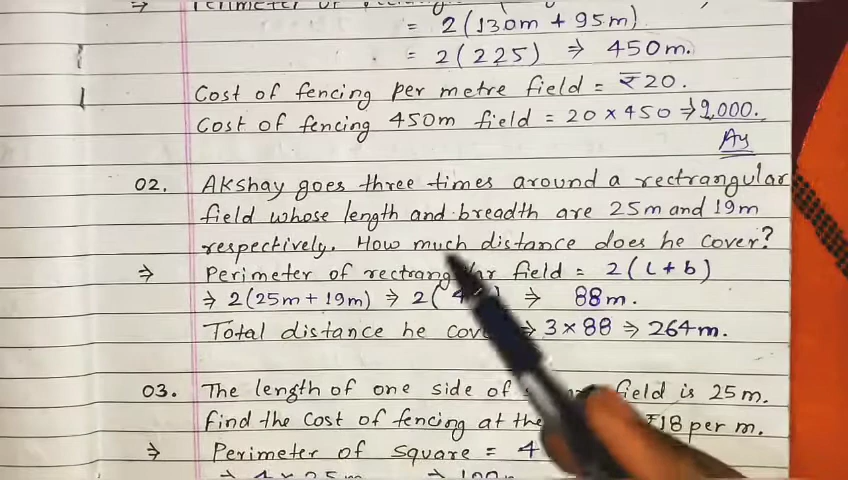 = 2(130m + 95m)
= 2(225) ⇒ 450m.
Cost of fencing per metre field = ₹20.
Cost of fencing 450m field = 20 × 450 ⇒ 9,000.
02. Akshay goes three times around a rectrangular
field whose length and breadth are 25m and 19m
respectively. How much distance does he cover?
⇒ Perimeter of rectrangular field = 2(l+b)
⇒ 2(25m + 19m) ⇒ 2( ) ⇒ 88m.
Total distance he ⇒ 3×88 ⇒ 264m.
03. The length of one side of field is 25m.
Find the cost of fencing at the ₹18 per m.
⇒ Perimeter of square = 4